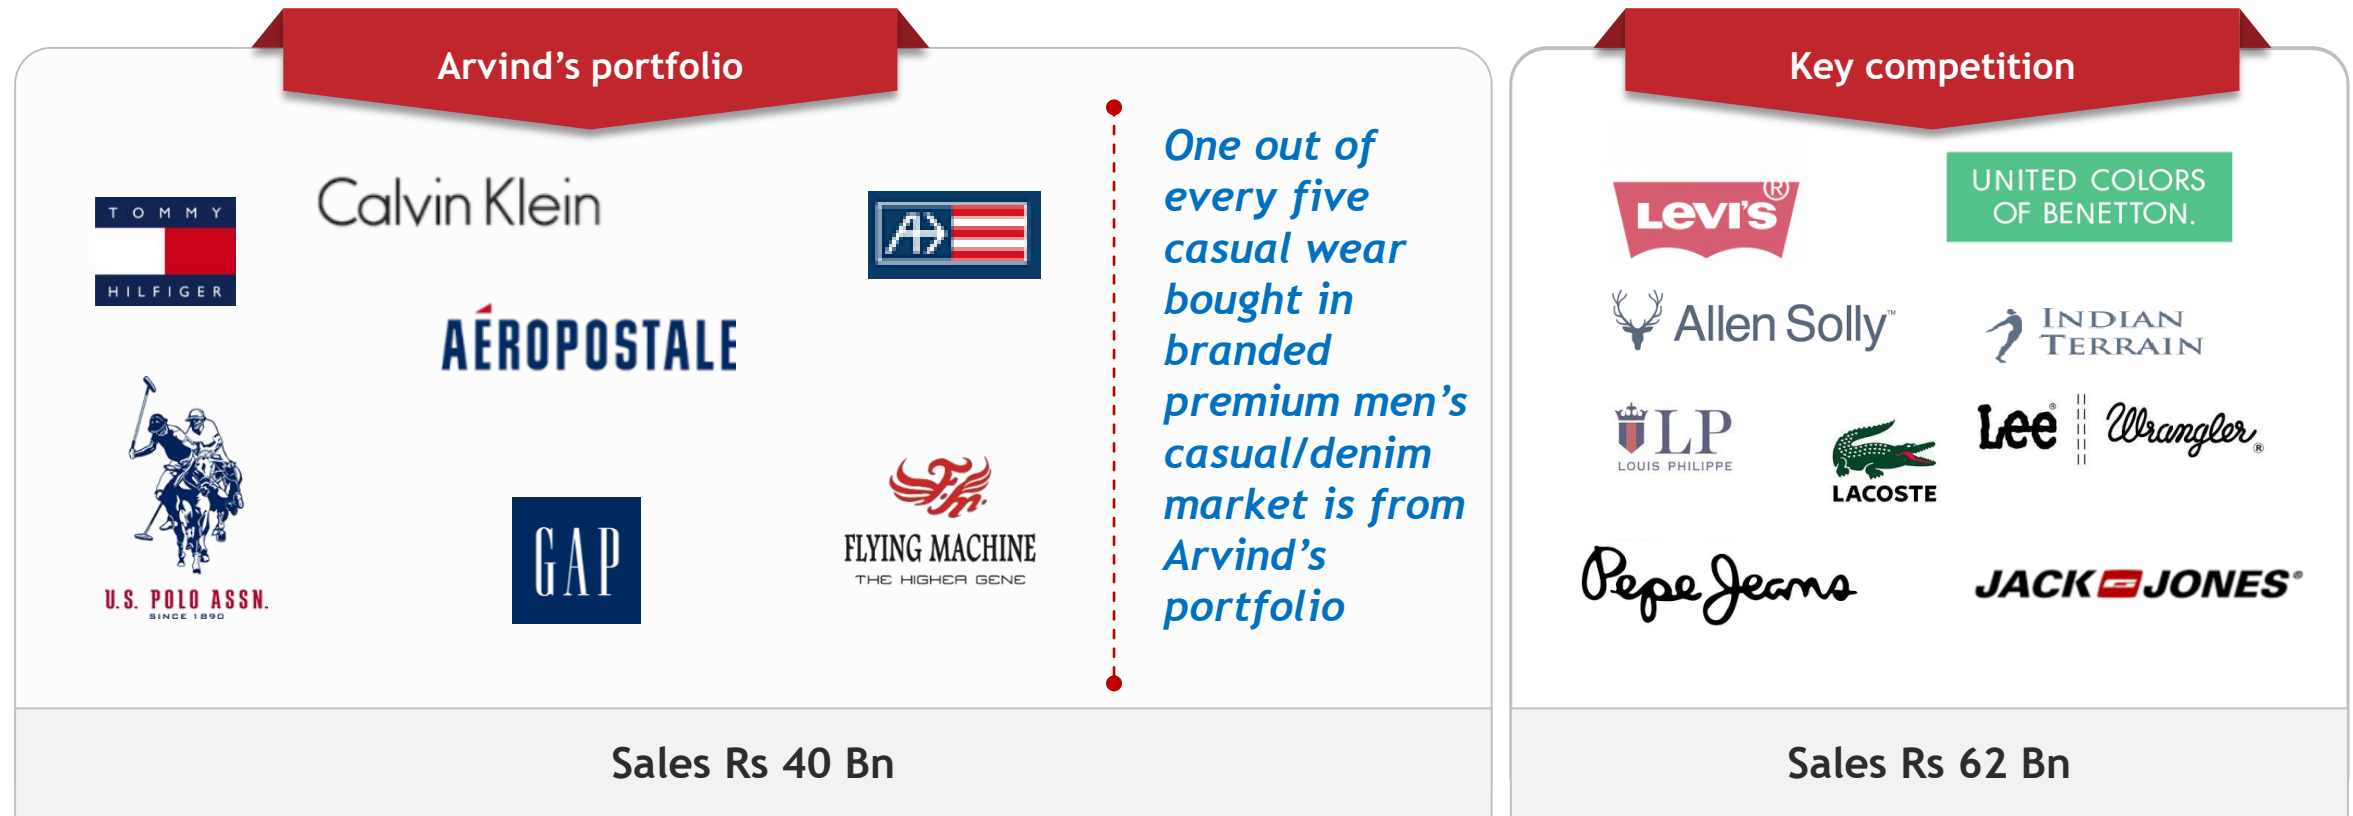 Arvind's portfolio
TOMMY
HILFIGER
Calvin Klein
AÉROPOSTALE
U.S. POLO ASSN.
SINCE 1890
GAP
F.m.
FLYING MACHINE
THE HIGHER GENE
One out of
every five
casual wear
bought in
branded
premium men's
casual/denim
market is from
Arvind's
portfolio
Sales Rs 40 Bn
Key competition
LEVI'S®
UNITED COLORS
OF BENETTON.
Allen Solly™
INDIAN
TERRAIN
LP
LOUIS PHILIPPE
LACOSTE
Lee®
Wrangler®
Pepe Jeans
JACK JONES®
Sales Rs 62 Bn